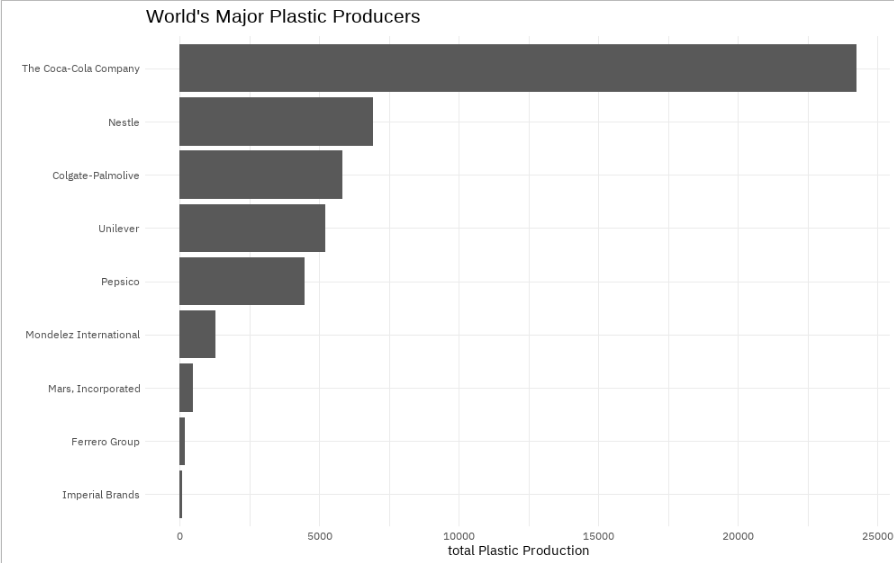 World's Major Plastic Producers
The Coca-Cola Company
Nestle
Colgate-Palmolive
Unilever
Pepsico
Mondelez International
Mars, Incorporated
Ferrero Group
Imperial Brands
0 5000 10000 15000 20000 25000
total Plastic Production